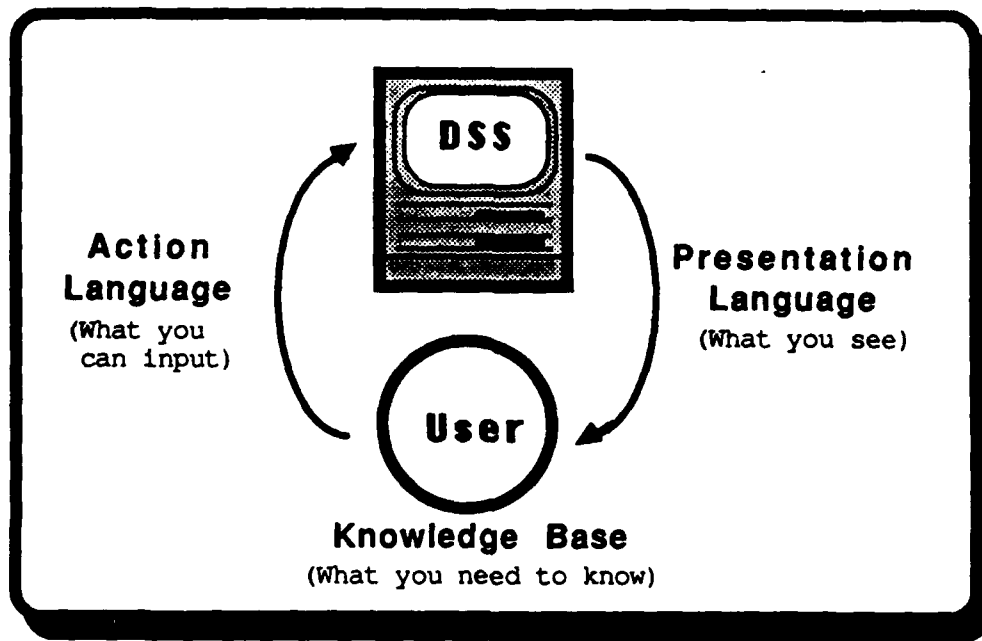 DSS
Action
Language
(What you
can input)
Presentation
Language
(What you see)
User
Knowledge Base
(What you need to know)